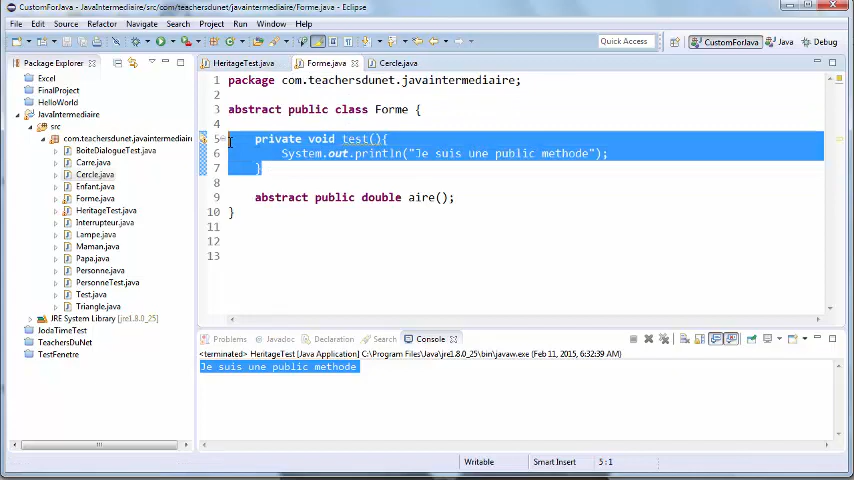 CustomForJava - JavaIntermediaire/src/com/teachersdunet/javaintermediaire/Forme.java - Eclipse
File Edit Source Refactor Navigate Search Project Run Window Help
Quick Access
CustomForJava
Java
Debug
Package Explorer
Excel
FinalProject
HelloWorld
JavaIntermediaire
src
com.teachersdunet.javaintermediair
BoiteDialogueTest.java
Carre.java
Cercle.java
Enfant.java
Forme.java
HeritageTest.java
Interrupteur.java
Lampe.java
Maman.java
Papa.java
Personne.java
PersonneTest.java
Test.java
Triangle.java
JRE System Library [jre1.8.0_25]
JodaTimeTest
TeachersDuNet
TestFenetre
HeritageTest.java
Forme.java
Cercle.java
1 package com.teachersdunet.javaintermediaire;
2
3 abstract public class Forme {
4
5 private void test(){
6 System.out.println("Je suis une public methode");
7 }
8
9 abstract public double aire();
10 }
11
12
13
Problems Javadoc Declaration Search Console
<terminated> HeritageTest [Java Application] C:\Program Files\Java\jre1.8.0_25\bin\javaw.exe (Feb 11, 2015, 6:32:39 AM)
Je suis une public methode
Writable Smart Insert 5 : 1